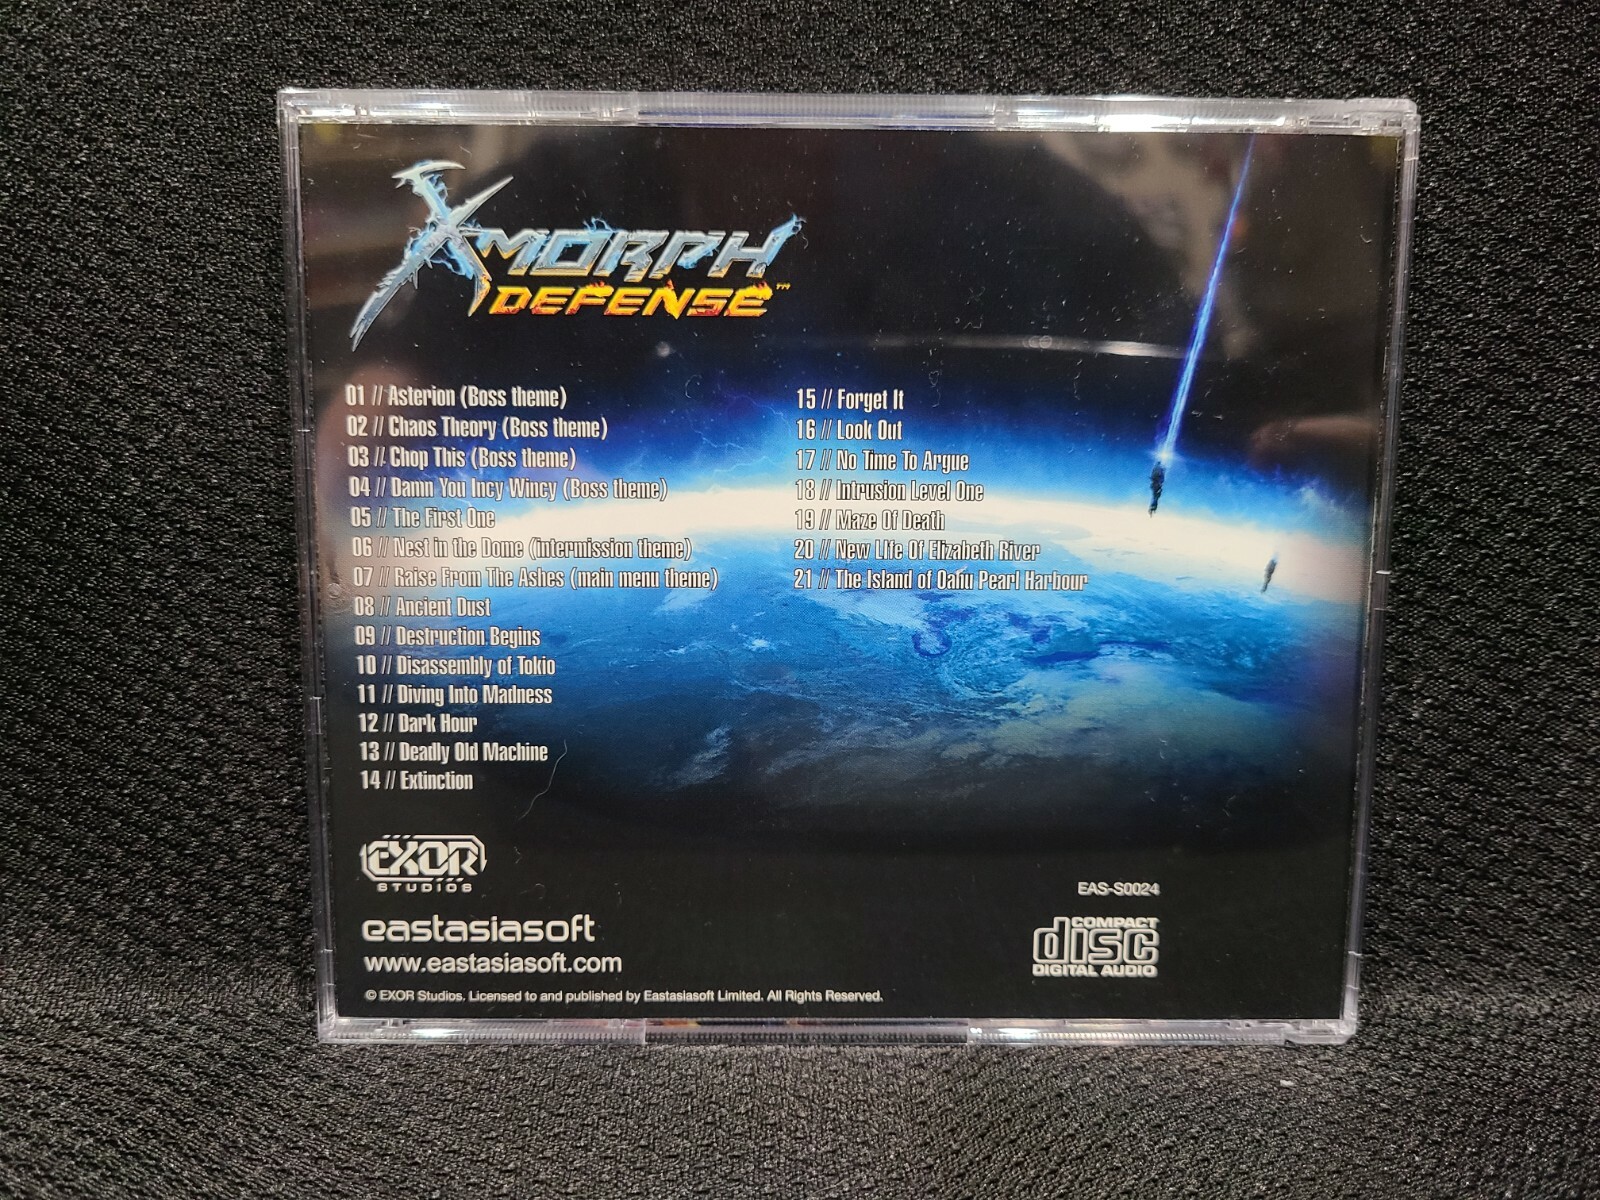 X-MORPH
DEFENSE™
01 // Asterion (Boss theme)
02 // Chaos Theory (Boss theme)
03 // Chop This (Boss theme)
04 // Damn You Incy Wincy (Boss theme)
05 // The First One
06 // Nest in the Dome (intermission theme)
07 // Raise From The Ashes (main menu theme)
08 // Ancient Dust
09 // Destruction Begins
10 // Disassembly of Tokio
11 // Diving Into Madness
12 // Dark Hour
13 // Deadly Old Machine
14 // Extinction
15 // Forget It
16 // Look Out
17 // No Time To Argue
18 // Intrusion Level One
19 // Maze Of Death
20 // New Life Of Elizabeth River
21 // The Island of Oahu Pearl Harbour
EXOR
STUDIOS
eastasiasoft
www.eastasiasoft.com
© EXOR Studios. Licensed to and published by Eastasiasoft Limited. All Rights Reserved.
EAS-S0024
COMPACT
disc
DIGITAL AUDIO